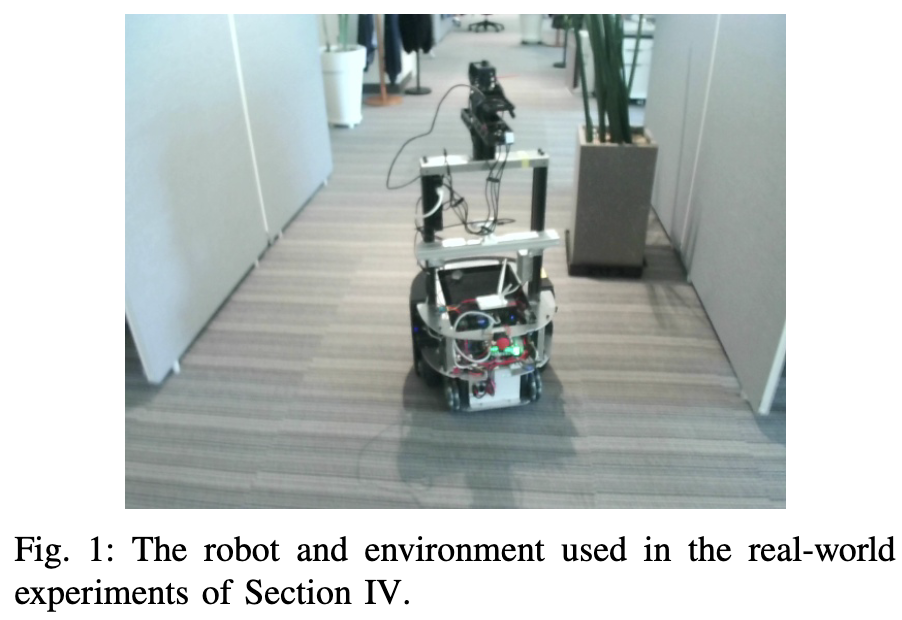 Fig. 1: The robot and environment used in the real-world
experiments of Section IV.